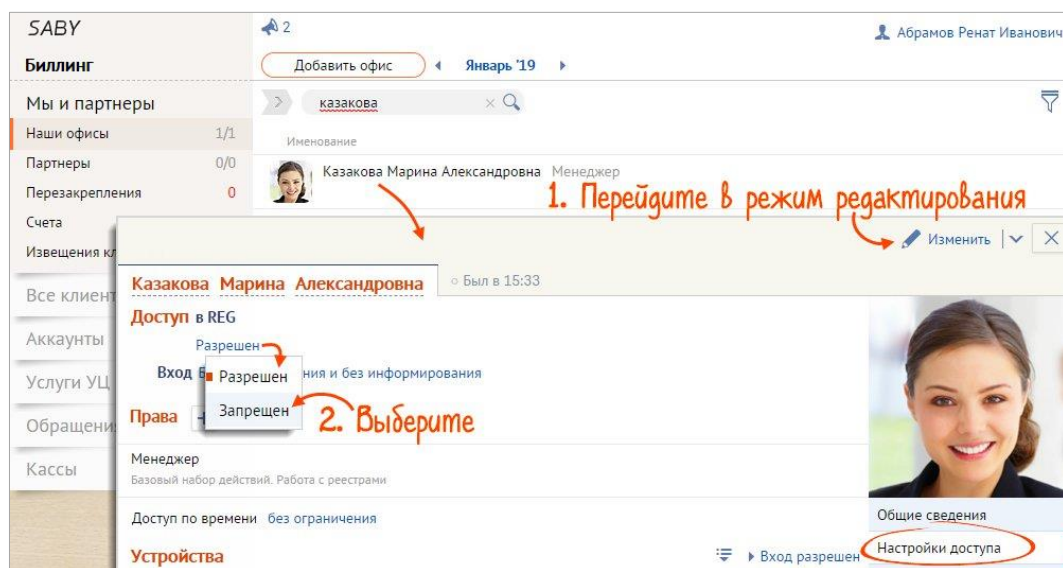 SABY
2
Абрамов Ренат Иванович
Биллинг
Добавить офис
Январь '19
Мы и партнеры
казакова
Наши офисы 1/1
Именование
Партнеры 0/0
Казакова Марина Александровна Менеджер
Перезакрепления 0
1. Перейдите в режим редактирования
Счета
Изменить
Извещения кл
Казакова Марина Александровна
Был в 15:33
Все клиент
Доступ в REG
Аккаунты
Разрешен
Вход
ния и без информирования
Разрешен
Услуги УЦ
Запрещен
2. Выберите
Права
Обращени
Менеджер
Кассы
Базовый набор действий. Работа с реестрами
Доступ по времени без ограничения
Общие сведения
Устройства
Вход разрешен
Настройки доступа